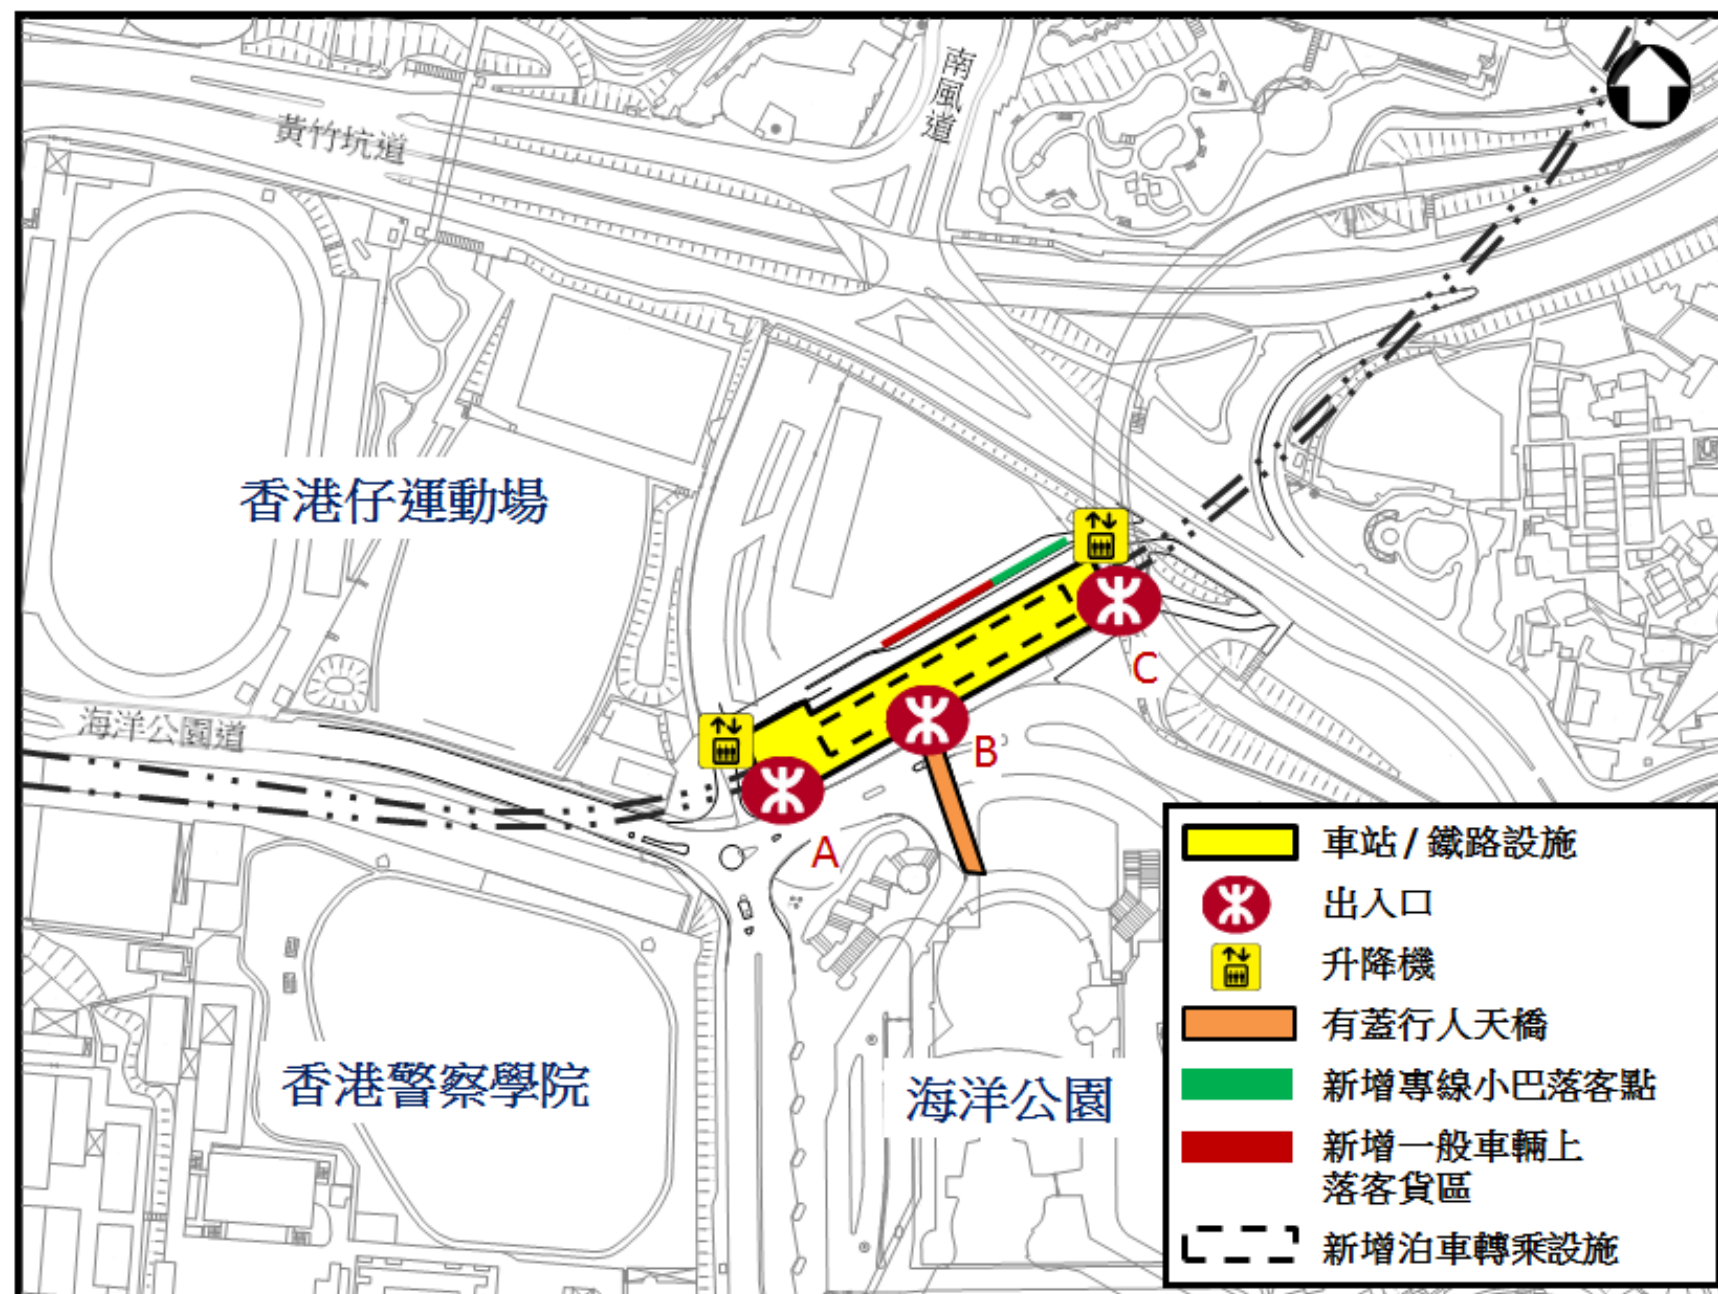 南風道
黃竹坑道
香港仔運動場
海洋公園道
C
B
A
香港警察學院
海洋公園
車站 / 鐵路設施
出入口
升降機
有蓋行人天橋
新增專線小巴落客點
新增一般車輛上
落客貨區
新增泊車轉乘設施